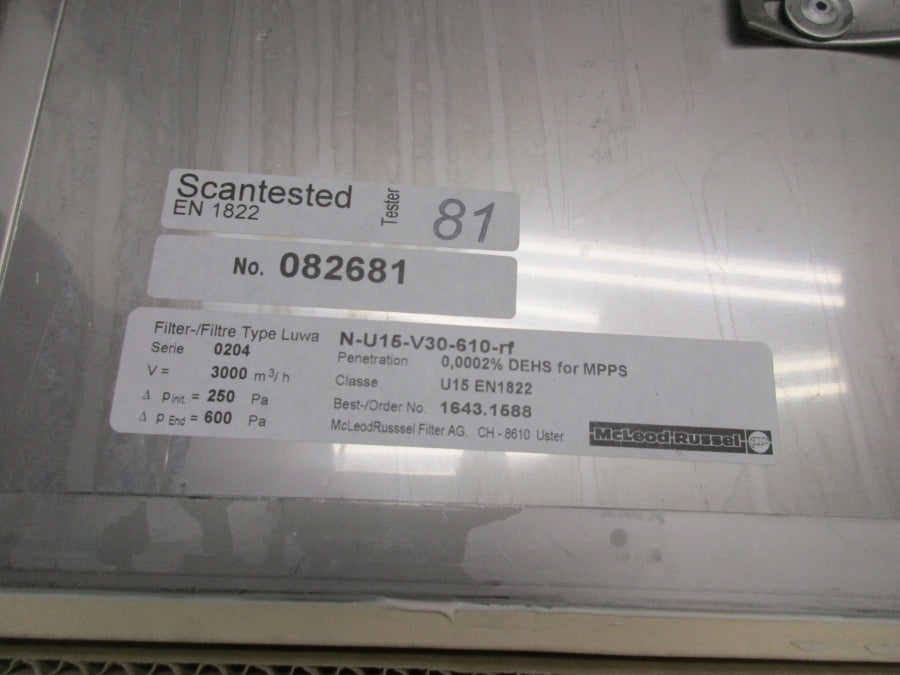 Scantested
EN 1822
Tester
81
No. 082681
Filter-/Filtre Type Luwa N-U15-V30-610-rf
Serie 0204
V = 3000 m³/h
Δ pinit. = 250 Pa
Δ p End = 600 Pa
Penetration 0,0002% DEHS for MPPS
Classe U15 EN1822
Best-/Order No. 1643.1588
McLeodRusssel Filter AG. CH - 8610 Uster
McLeod Russel